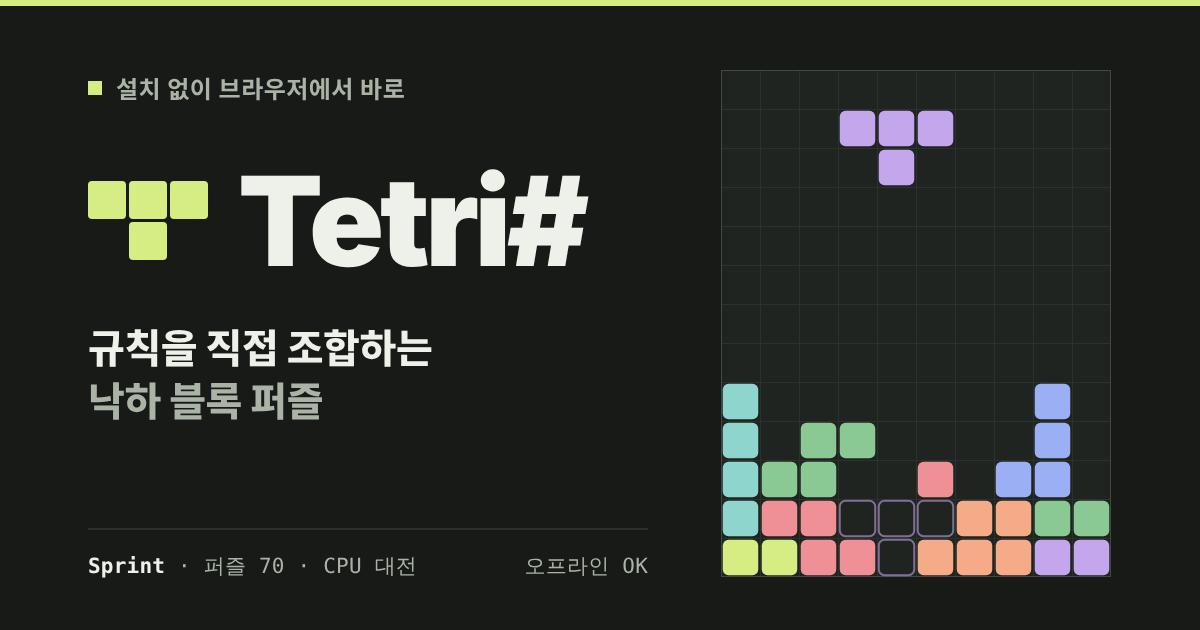 설치 없이 브라우저에서 바로
Tetri#
규칙을 직접 조합하는
낙하 블록 퍼즐
Sprint · 퍼즐 70 · CPU 대전
오프라인 OK